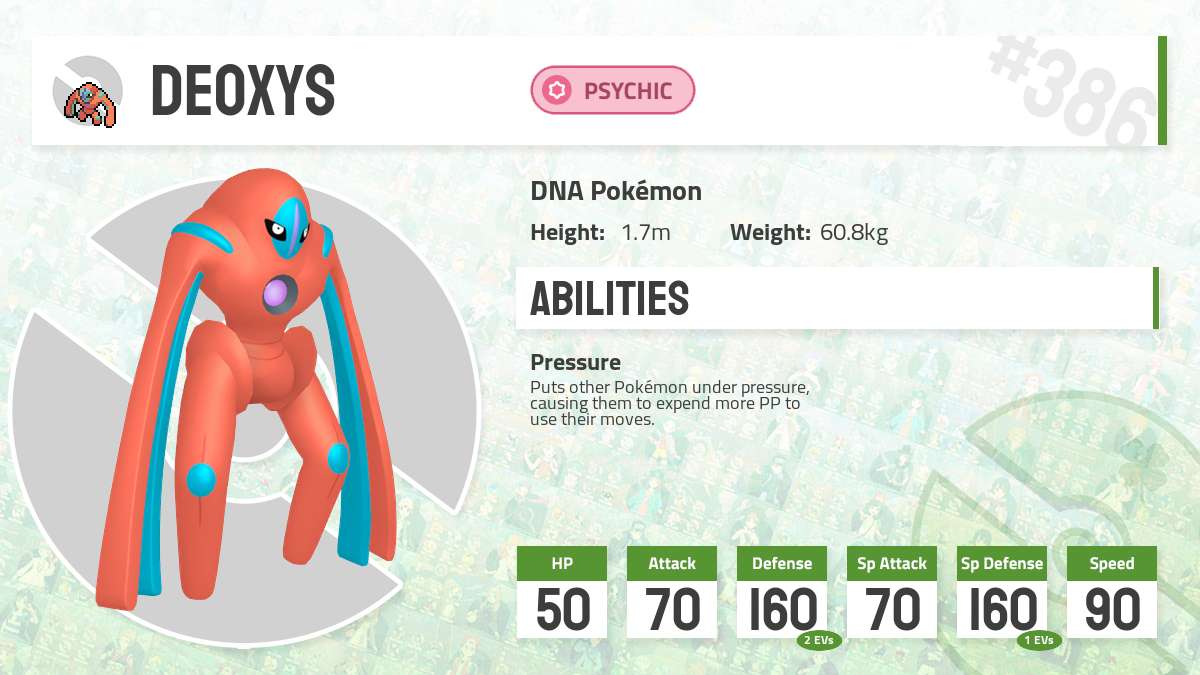 DEOXYS
PSYCHIC
#386
DNA Pokémon
Height: 1.7m Weight: 60.8kg
ABILITIES
Pressure
Puts other Pokémon under pressure,
causing them to expend more PP to
use their moves.
HP Attack Defense Sp Attack Sp Defense Speed
50 70 160 70 160 90
2 EVs 1 EVs